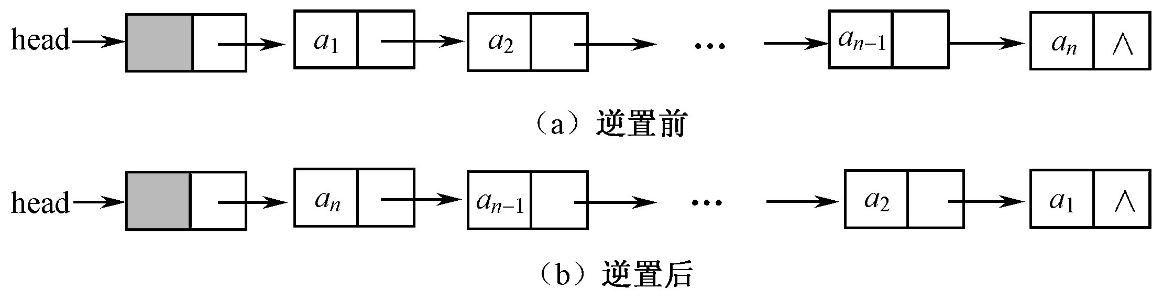 head a1 a2 ... an−1 an ∧
（a）逆置前
head an an−1 ... a2 a1 ∧
（b）逆置后